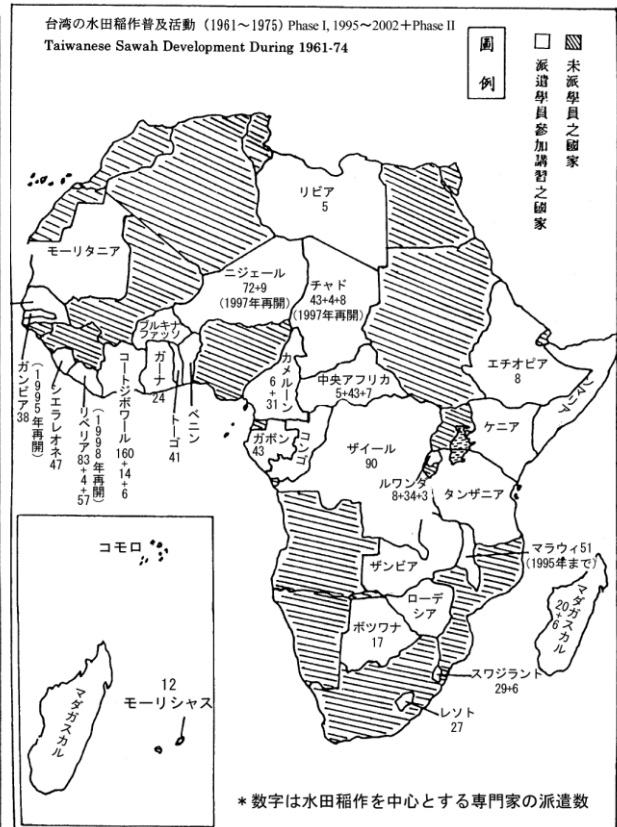 台湾の水田稲作普及活動（1961～1975）Phase I, 1995～2002＋Phase II
Taiwanese Sawah Development During 1961-74
圖例
未派學員之國家
派遣學員參加講習之國家
リビア
5
モーリタニア
ニジェール
72+9
(1997年再開)
チャド
43+4+8
(1997年再開)
ブルキナ
ファッソ
エチオピア
8
ソマリア
カメルーン
6
+
31
中央アフリカ
5+43+7
ガーナ
24
ガンビア38
(1995年再開)
シエラレオネ47
リベリア83+4+57
(1998年再開)
コートジボワール160+14+6
トーゴ
41
ベニン
ガボン
43
コンゴ
ザイール
90
ケニア
ルワンダ
8+34+3
タンザニア
マラウィ51
(1995年まで)
ザンビア
ローデ
シア
ボツワナ
17
マダガスカル
20+6
スワジラント
29+6
レソト
27
コモロ
マダガスカル
12
モーリシャス
＊数字は水田稲作を中心とする専門家の派遣数